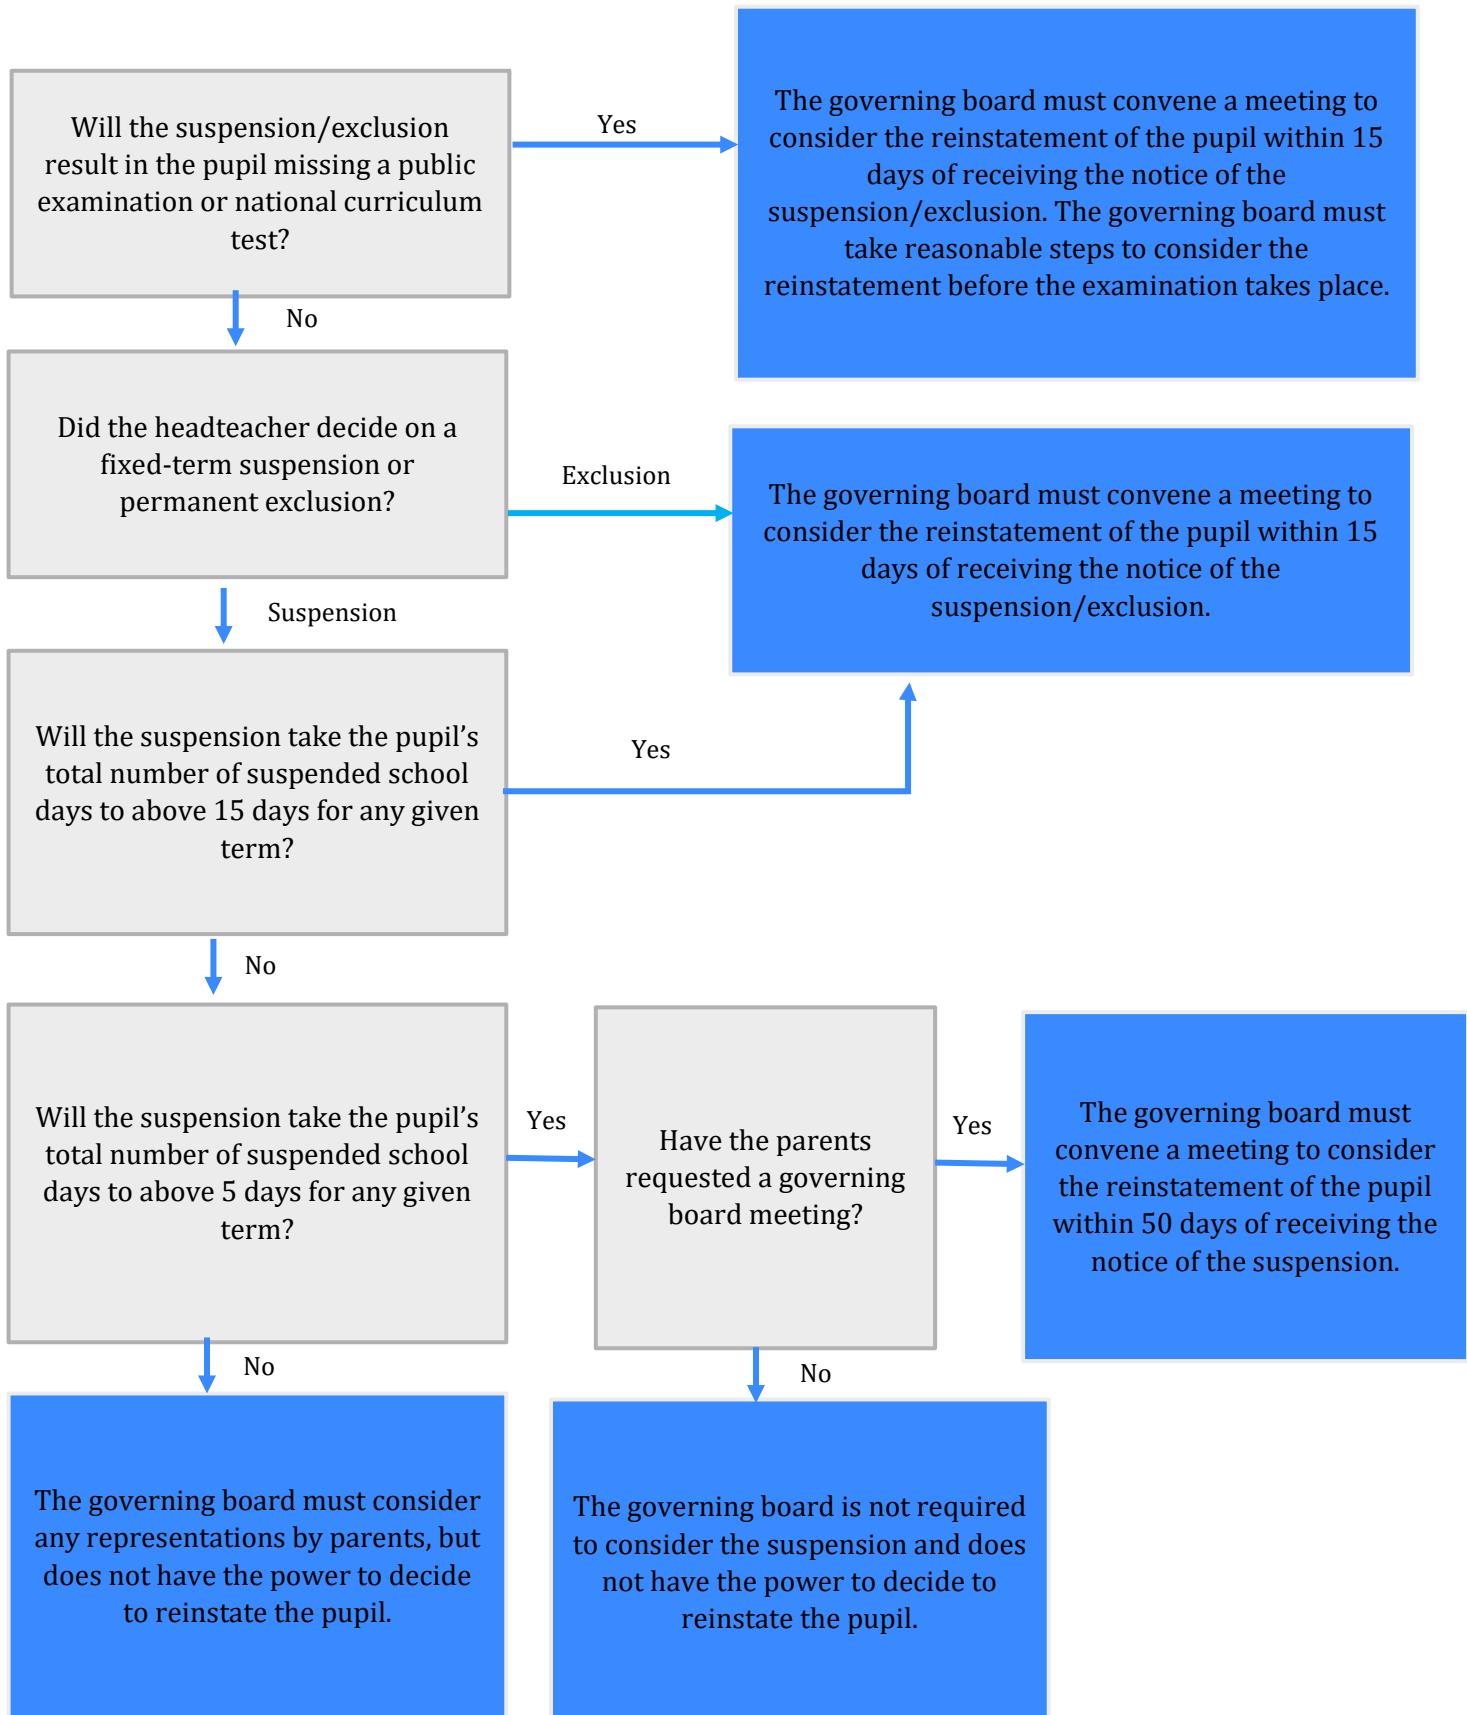 Will the suspension/exclusion
result in the pupil missing a public
examination or national curriculum
test?
Yes
The governing board must convene a meeting to
consider the reinstatement of the pupil within 15
days of receiving the notice of the
suspension/exclusion. The governing board must
take reasonable steps to consider the
reinstatement before the examination takes place.
No
Did the headteacher decide on a
fixed-term suspension or
permanent exclusion?
Exclusion
The governing board must convene a meeting to
consider the reinstatement of the pupil within 15
days of receiving the notice of the
suspension/exclusion.
Suspension
Will the suspension take the pupil’s
total number of suspended school
days to above 15 days for any given
term?
Yes
No
Will the suspension take the pupil’s
total number of suspended school
days to above 5 days for any given
term?
Yes
Have the parents
requested a governing
board meeting?
Yes
The governing board must
convene a meeting to consider
the reinstatement of the pupil
within 50 days of receiving the
notice of the suspension.
No
The governing board must consider
any representations by parents, but
does not have the power to decide
to reinstate the pupil.
No
The governing board is not required
to consider the suspension and does
not have the power to decide to
reinstate the pupil.